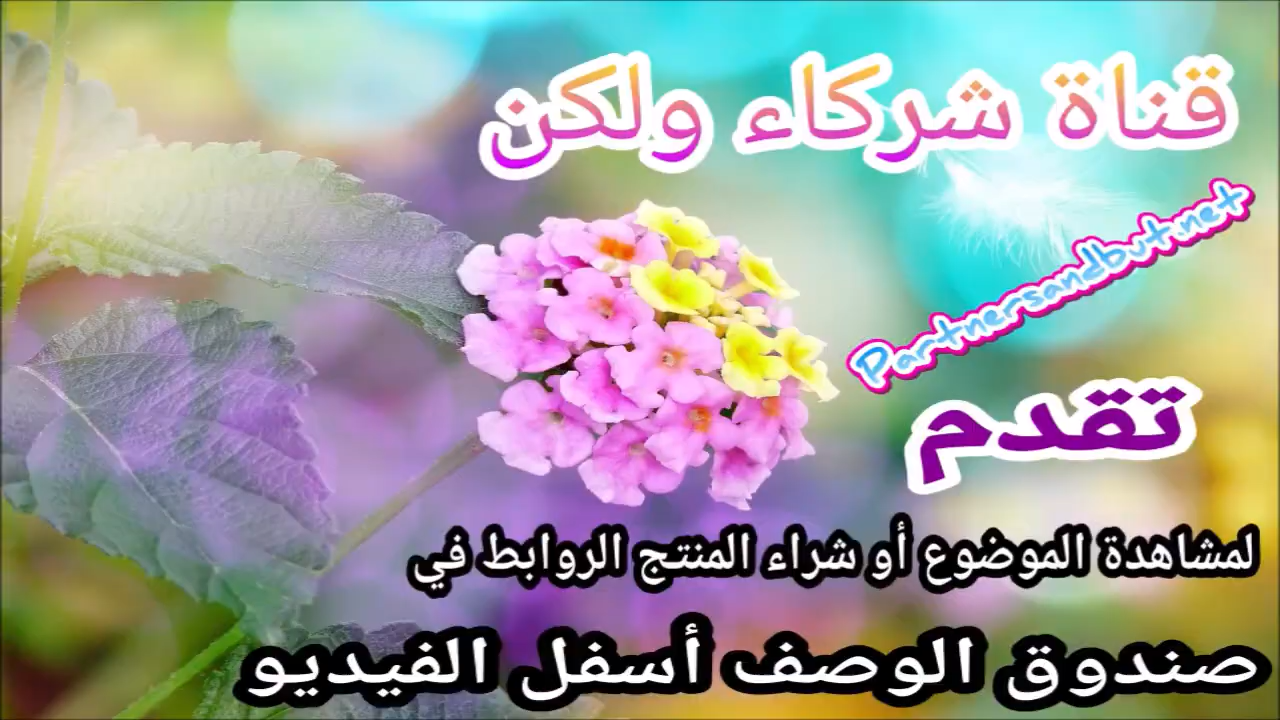 قناة شركاء ولكن
Partnersandbut.net
تقدم
لمشاهدة الموضوع أو شراء المنتج الروابط في
صندوق الوصف أسفل الفيديو